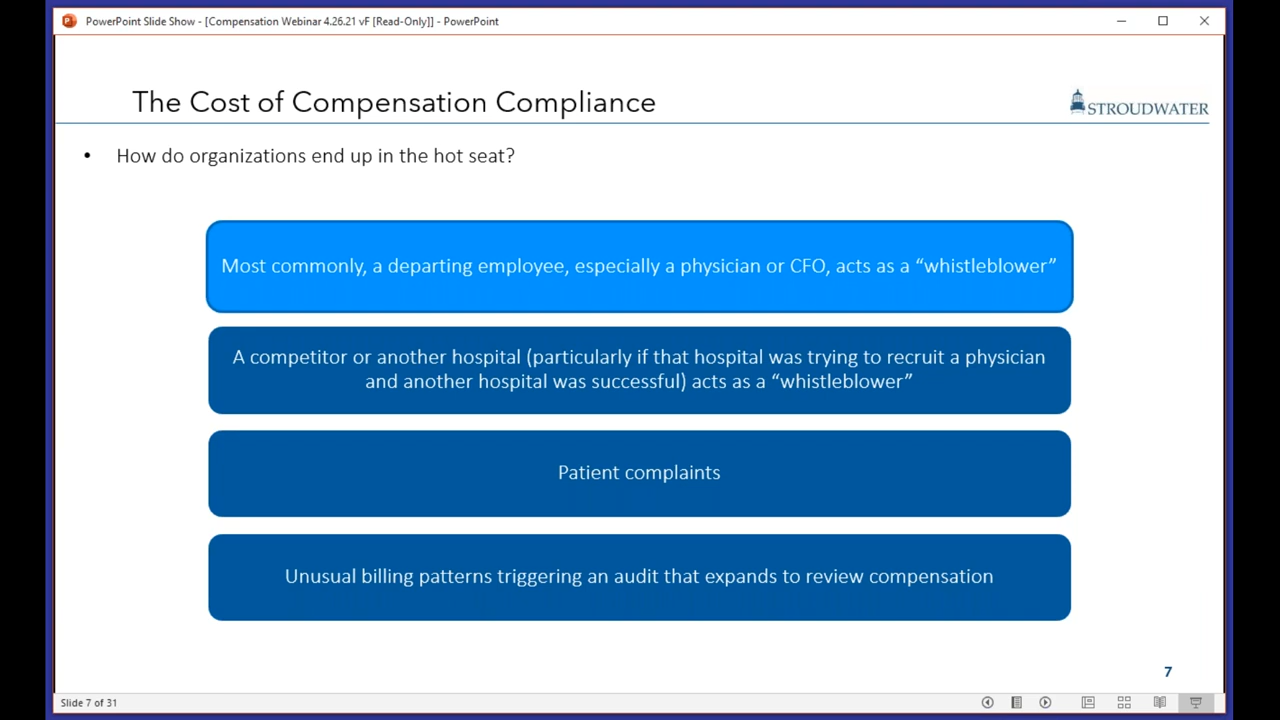 PowerPoint Slide Show - [Compensation Webinar 4.26.21 vF [Read-Only]] - PowerPoint
The Cost of Compensation Compliance
STROUDWATER
• How do organizations end up in the hot seat?
Most commonly, a departing employee, especially a physician or CFO, acts as a “whistleblower”
A competitor or another hospital (particularly if that hospital was trying to recruit a physician
and another hospital was successful) acts as a “whistleblower”
Patient complaints
Unusual billing patterns triggering an audit that expands to review compensation
7
Slide 7 of 31